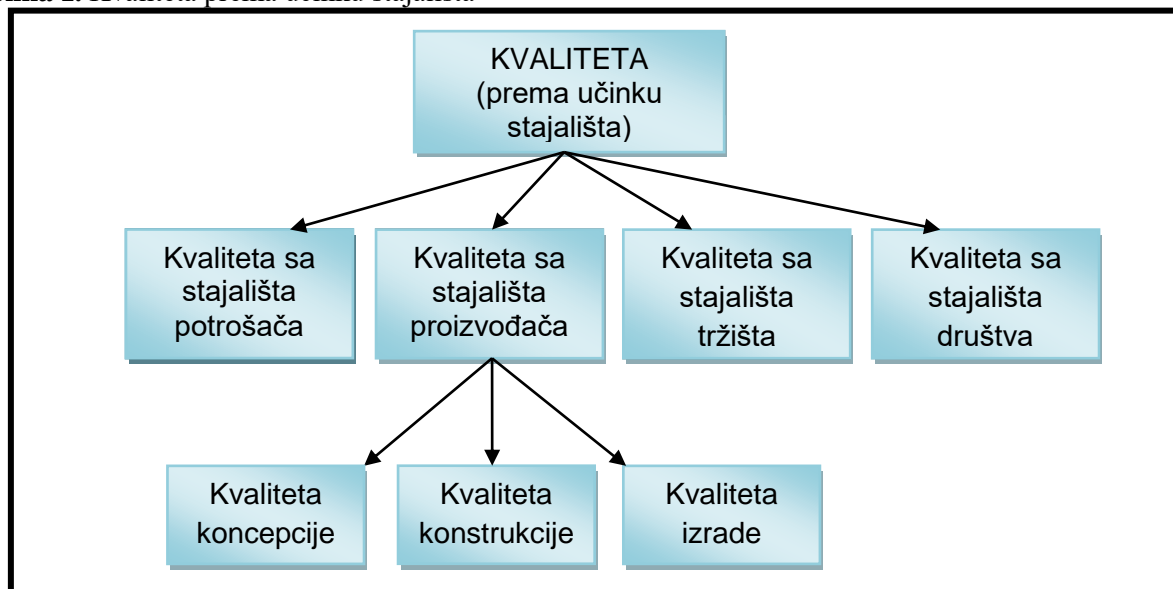 KVALITETA
(prema učinku
stajališta)
Kvaliteta sa
stajališta
potrošača
Kvaliteta sa
stajališta
proizvođača
Kvaliteta sa
stajališta
tržišta
Kvaliteta sa
stajališta
društva
Kvaliteta
koncepcije
Kvaliteta
konstrukcije
Kvaliteta
izrade